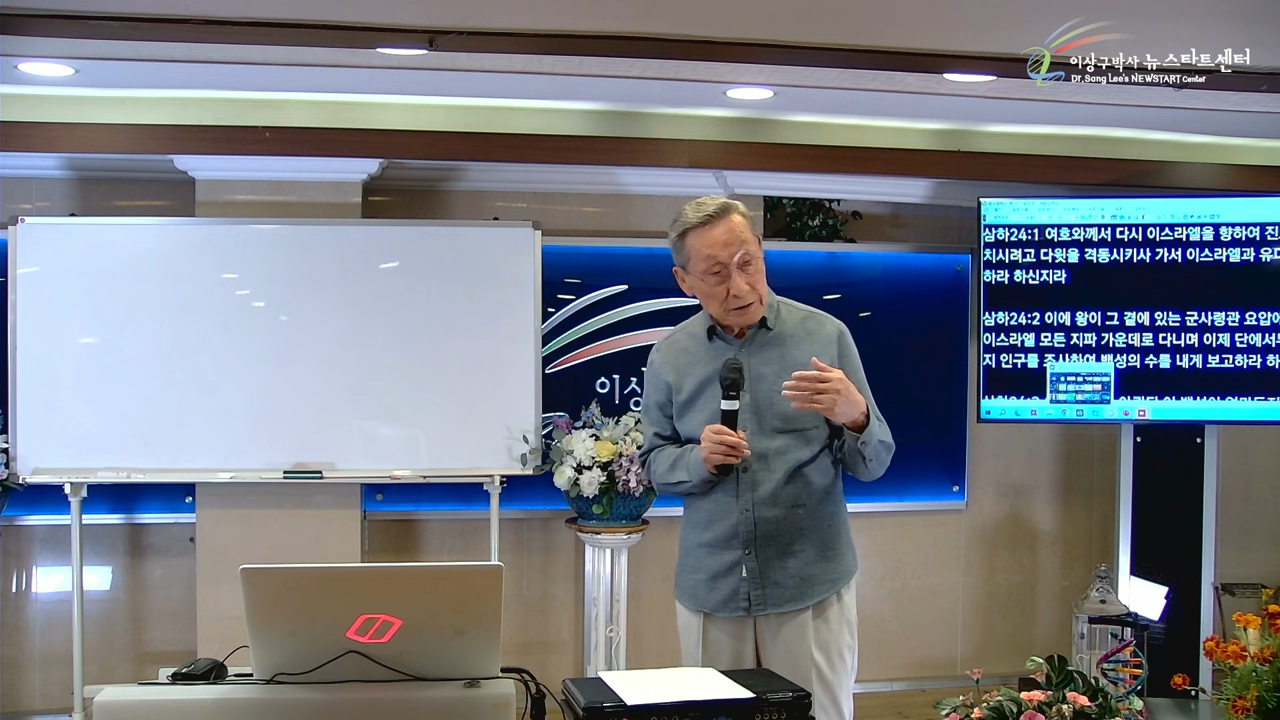 이상구박사 뉴스타트센터
Dr. Sang Lee's NEWSTART Center
삼하24:1 여호와께서 다시 이스라엘을 향하여 진
치시려고 다윗을 격동시키사 가서 이스라엘과 유
하라 하신지라
삼하24:2 이에 왕이 그 곁에 있는 군사령관 요압에
이스라엘 모든 지파 가운데로 다니며 이제 단에서
지 인구를 조사하여 백성의 수를 내게 보고하라 하
이상